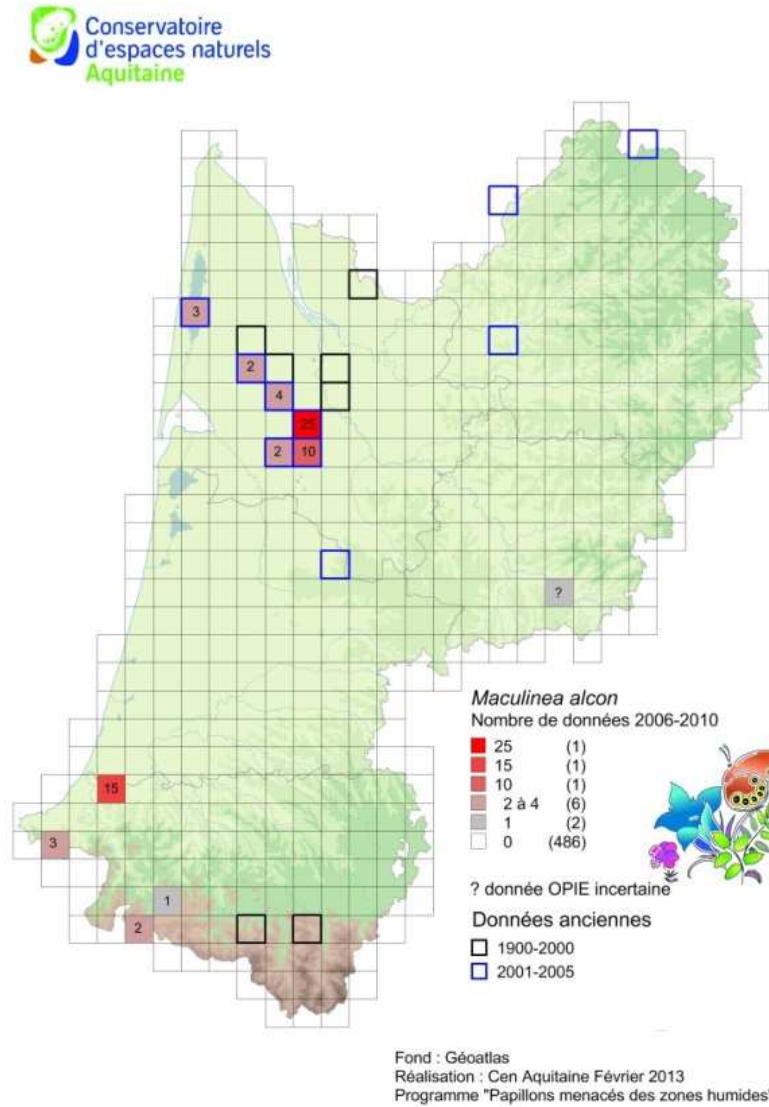 Conservatoire
d'espaces naturels
Aquitaine
3
2
4
25
2 10
?
15
3
1
2
Maculinea alcon
Nombre de données 2006-2010
25 (1)
15 (1)
10 (1)
2 à 4 (6)
1 (2)
0 (486)
? donnée OPIE incertaine
Données anciennes
1900-2000
2001-2005
Fond : Géoatlas
Réalisation : Cen Aquitaine Février 2013
Programme "Papillons menacés des zones humides"